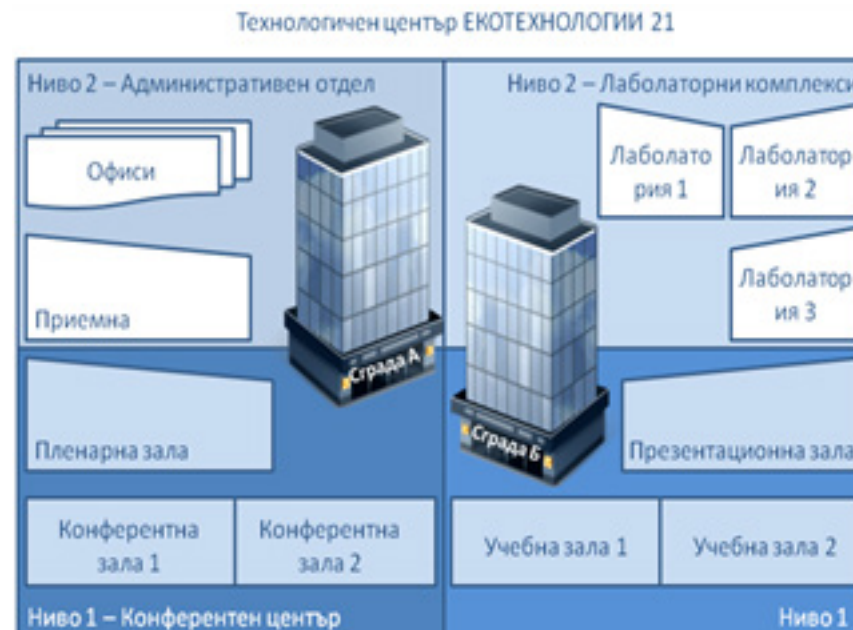 Технологичен център ЕКОТЕХНОЛОГИИ 21
Ниво 2 – Административен отдел
Офиси
Приемна
Сграда А
Пленарна зала
Конферентна
зала 1
Конферентна
зала 2
Ниво 1 – Конферентен център
Ниво 2 – Лаболаторни комплекси
Лаболато
рия 1
Лаболатор
ия 2
Лаболатор
ия 3
Сграда Б
Презентационна зала
Учебна зала 1
Учебна зала 2
Ниво 1